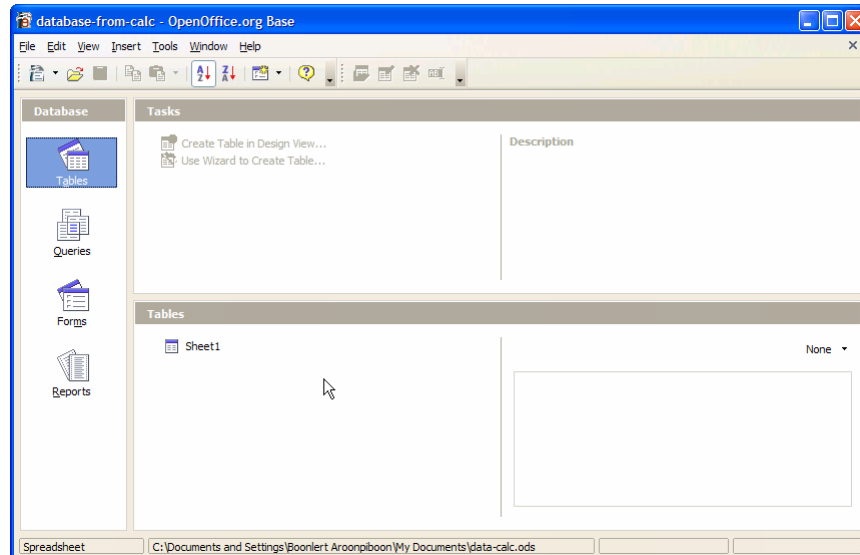 database-from-calc - OpenOffice.org Base
File Edit View Insert Tools Window Help
Database
Tables
Queries
Forms
Reports
Tasks
Create Table in Design View...
Use Wizard to Create Table...
Description
Tables
Sheet1
None
Spreadsheet
C:\Documents and Settings\Boonlert Aroonpiboon\My Documents\data-calc.ods